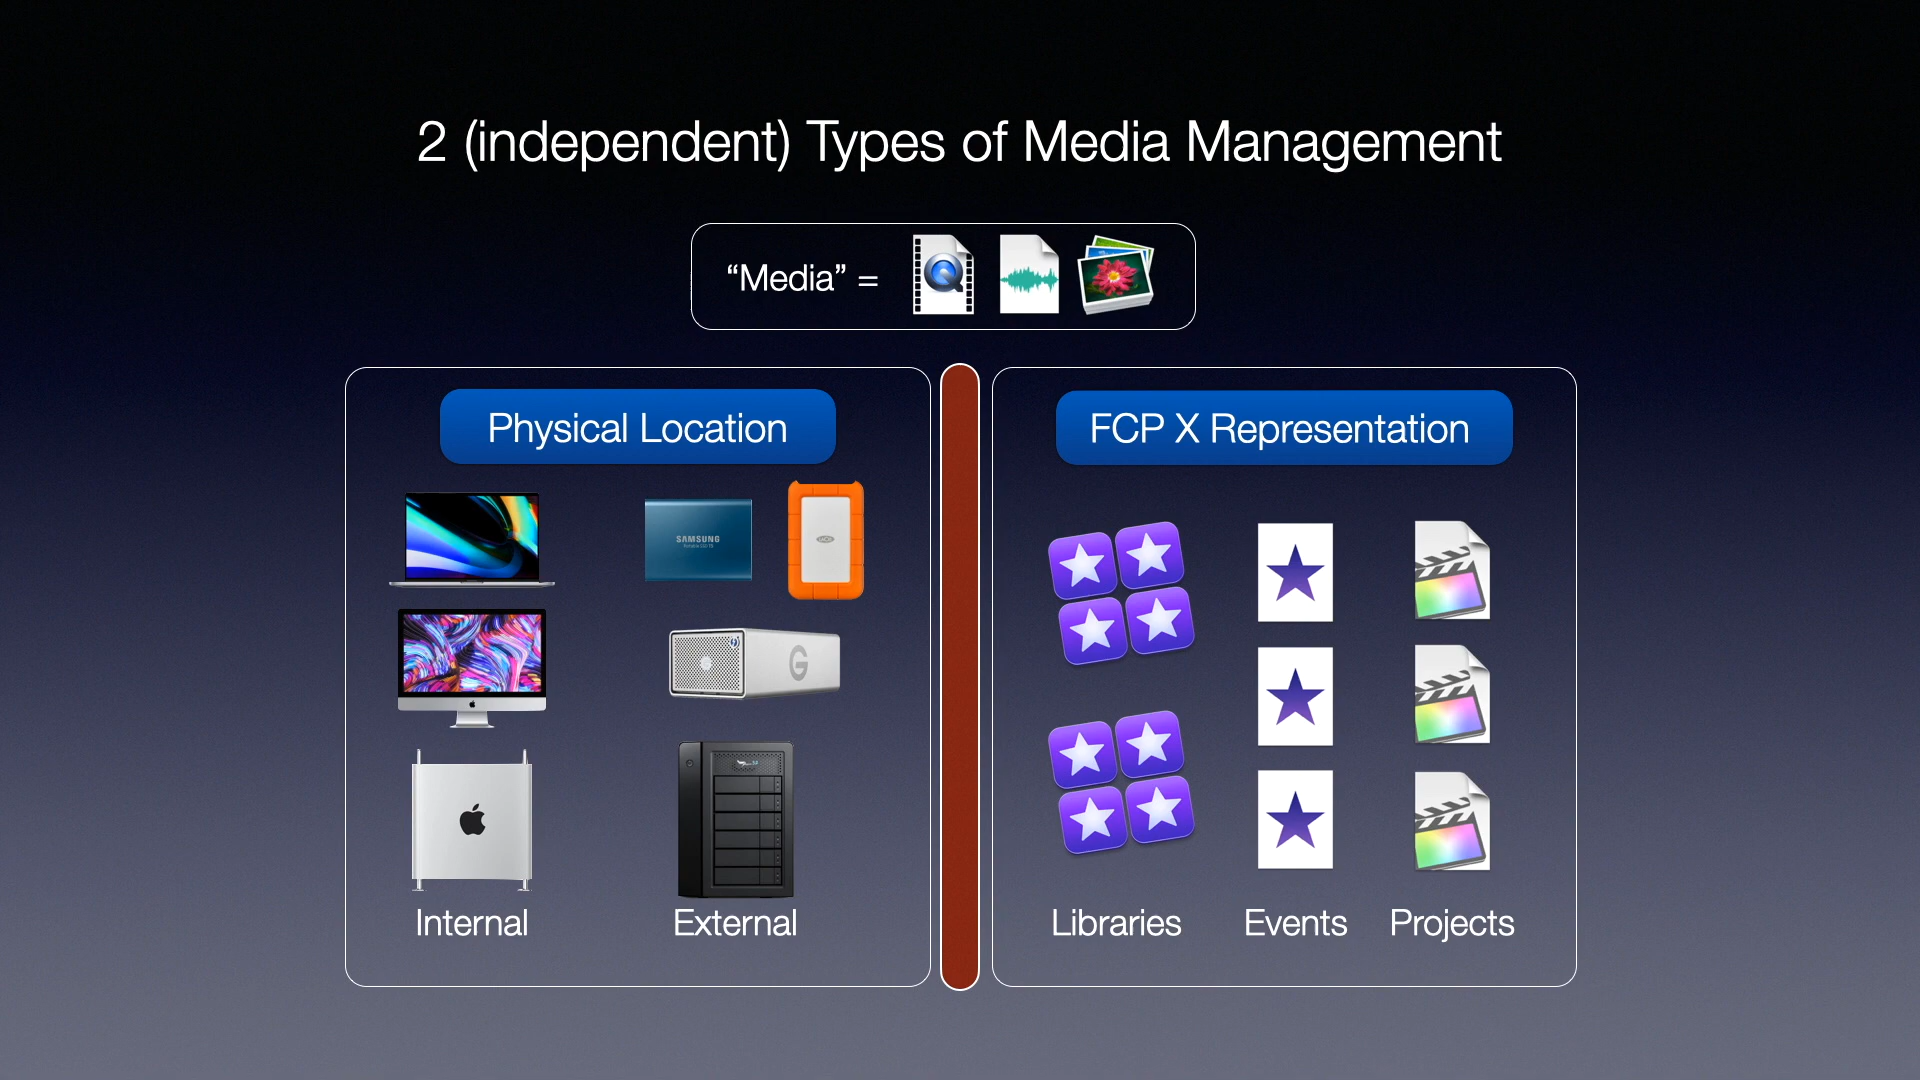 2 (independent) Types of Media Management
“Media” =
Physical Location
FCP X Representation
SAMSUNG
G
Internal
External
Libraries
Events
Projects